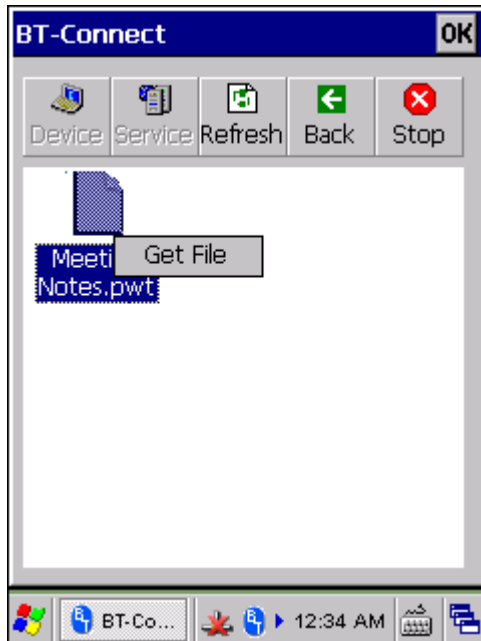 BT-Connect OK
Device Service Refresh Back Stop
Get File
Meeti
Notes.pwt
BT-Co... 12:34 AM